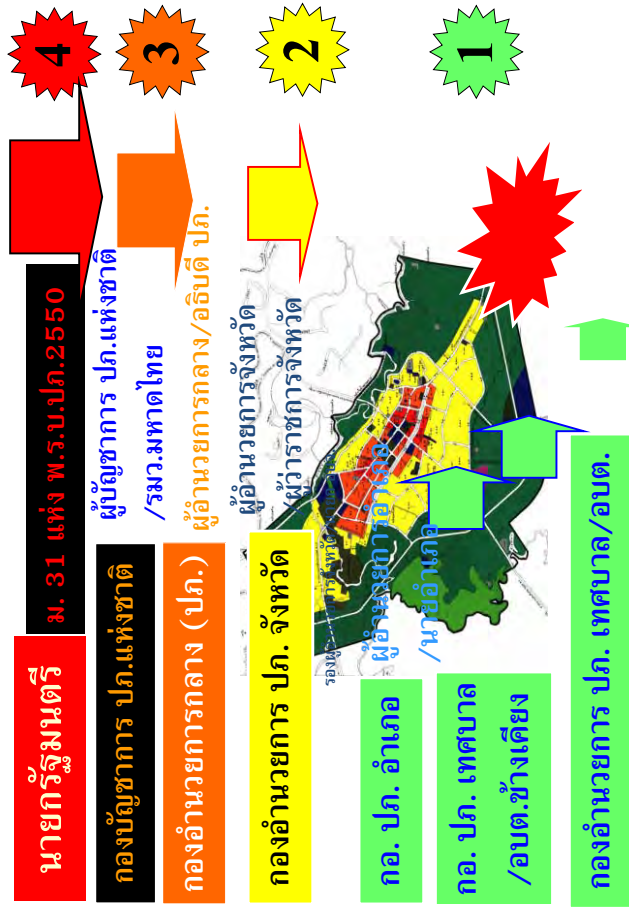 4
นายกรัฐมนตรี
ม. 31 แห่ง พ.ร.บ.ปภ.2550
กองบัญชาการ ปภ.แห่งชาติ
ผู้บัญชาการ ปภ.แห่งชาติ
/รมว.มหาดไทย
3
กองอำนวยการกลาง (ปภ.)
ผู้อำนวยการกลาง/อธิบดี ปภ.
2
กองอำนวยการ ปภ. จังหวัด
ผู้อำนวยการจังหวัด
/ผู้ว่าราชการจังหวัด
1
กอ. ปภ. อำเภอ
ผู้อำนวยการอำเภอ
/นายอำเภอ
กอ. ปภ. เทศบาล
/อบต.ข้างเคียง
กองอำนวยการ ปภ. เทศบาล/อบต.